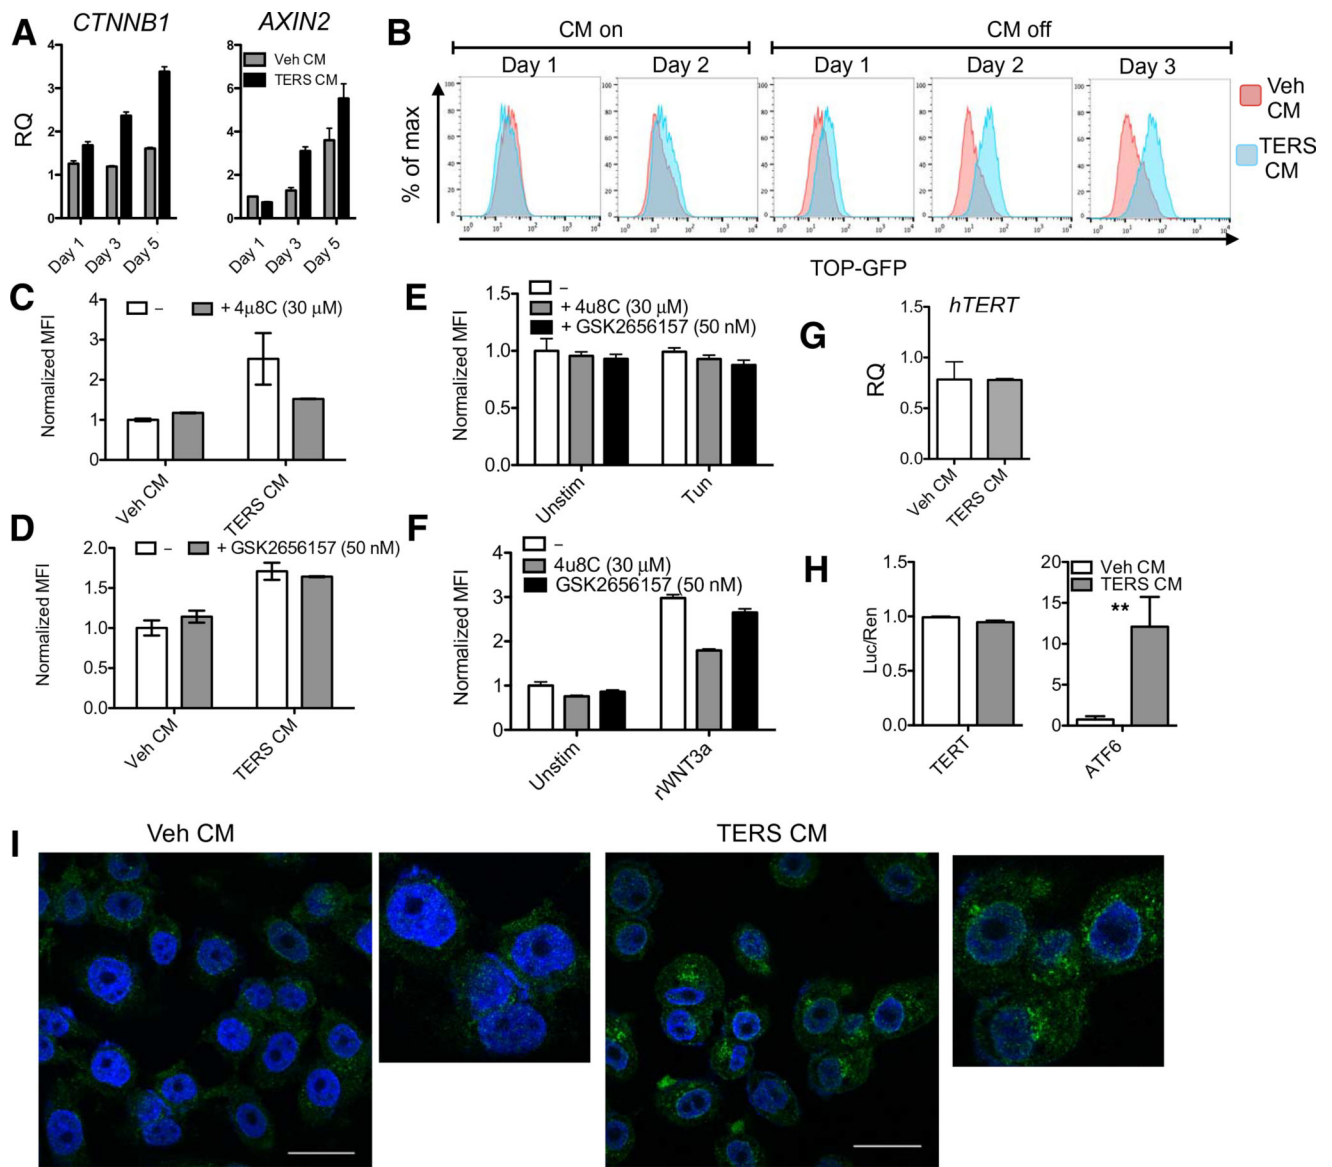 A
CTNNB1
RQ
4
3
2
1
0
Day 1
Day 3
Day 5
AXIN2
8
6
4
2
0
Veh CM
TERS CM
Day 1
Day 3
Day 5
B
CM on
CM off
Day 1
Day 2
Day 1
Day 2
Day 3
% of max
TOP-GFP
Veh CM
TERS CM
C
Normalized MFI
4
3
2
1
0
–
+ 4µ8C (30 µM)
Veh CM
TERS CM
D
Normalized MFI
2.0
1.5
1.0
0.5
0.0
–
+ GSK2656157 (50 nM)
Veh CM
TERS CM
E
Normalized MFI
1.5
1.0
0.5
0.0
–
+ 4u8C (30 µM)
+ GSK2656157 (50 nM)
Unstim
Tun
F
Normalized MFI
4
3
2
1
0
–
4u8C (30 µM)
GSK2656157 (50 nM)
Unstim
rWNT3a
G
hTERT
RQ
1.5
1.0
0.5
0.0
Veh CM
TERS CM
H
Luc/Ren
1.5
1.0
0.5
0.0
TERT
20
15
10
5
0
Veh CM
TERS CM
**
ATF6
I
Veh CM
TERS CM